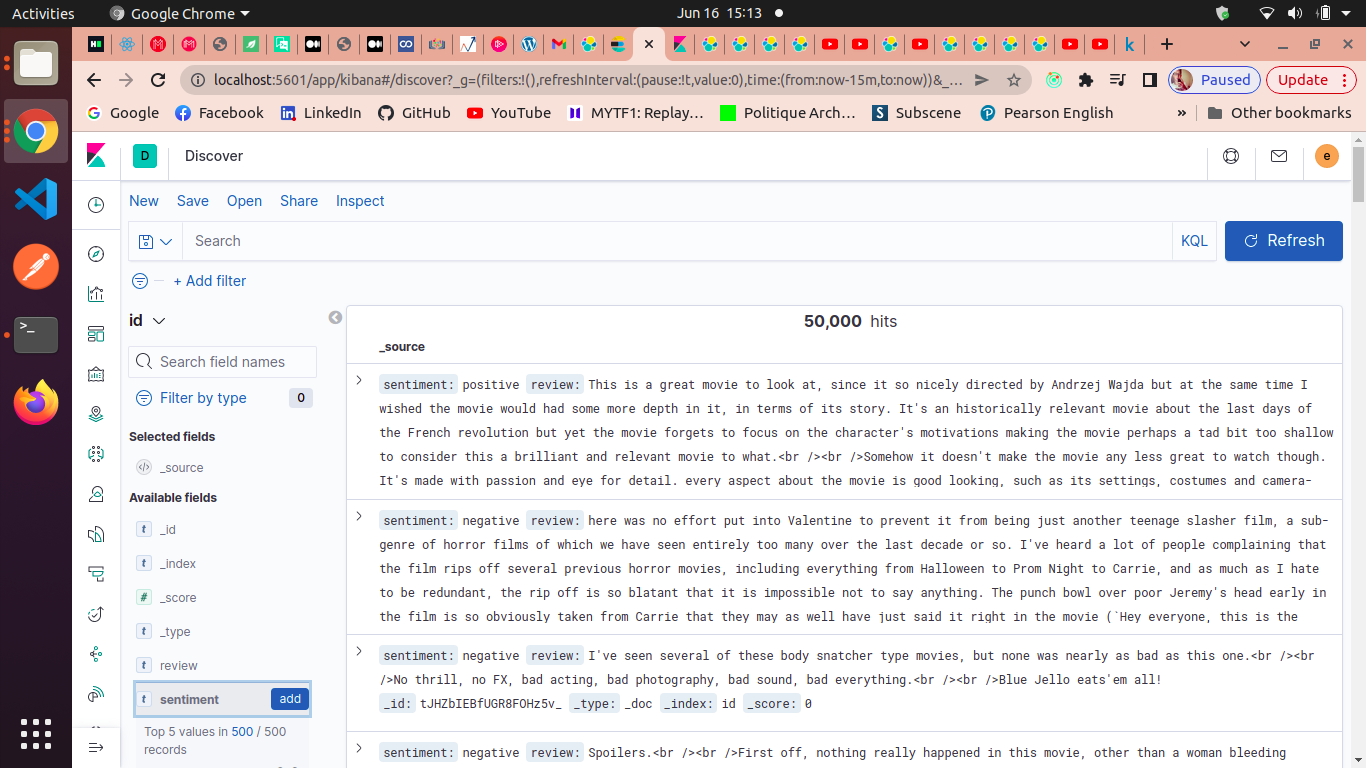 Activities
Google Chrome
Jun 16 15:13
localhost:5601/app/kibana#/discover?_g=(filters:!(),refreshInterval:(pause:!t,value:0),time:(from:now-15m,to:now))&_...
Paused
Update
Google
Facebook
LinkedIn
GitHub
YouTube
MYTF1: Replay...
Politique Arch...
Subscene
Pearson English
»
Other bookmarks
D
Discover
e
New
Save
Open
Share
Inspect
Search
KQL
Refresh
+ Add filter
id
Search field names
Filter by type
0
Selected fields
_source
Available fields
t _id
t _index
# _score
t _type
t review
t sentiment
add
Top 5 values in 500 / 500
records
50,000 hits
_source
sentiment: positive review: This is a great movie to look at, since it so nicely directed by Andrzej Wajda but at the same time I
wished the movie would had some more depth in it, in terms of its story. It's an historically relevant movie about the last days of
the French revolution but yet the movie forgets to focus on the character's motivations making the movie perhaps a tad bit too shallow
to consider this a brilliant and relevant movie to what.<br /><br />Somehow it doesn't make the movie any less great to watch though.
It's made with passion and eye for detail. every aspect about the movie is good looking, such as its settings, costumes and camera-
sentiment: negative review: here was no effort put into Valentine to prevent it from being just another teenage slasher film, a sub-
genre of horror films of which we have seen entirely too many over the last decade or so. I've heard a lot of people complaining that
the film rips off several previous horror movies, including everything from Halloween to Prom Night to Carrie, and as much as I hate
to be redundant, the rip off is so blatant that it is impossible not to say anything. The punch bowl over poor Jeremy's head early in
the film is so obviously taken from Carrie that they may as well have just said it right in the movie (`Hey everyone, this is the
sentiment: negative review: I've seen several of these body snatcher type movies, but none was nearly as bad as this one.<br /><br
/>No thrill, no FX, bad acting, bad photography, bad sound, bad everything.<br /><br />Blue Jello eats'em all!
_id: tJHZbIEBfUGR8FOHz5v_ _type: _doc _index: id _score: 0
sentiment: negative review: Spoilers.<br /><br />First off, nothing really happened in this movie, other than a woman bleeding